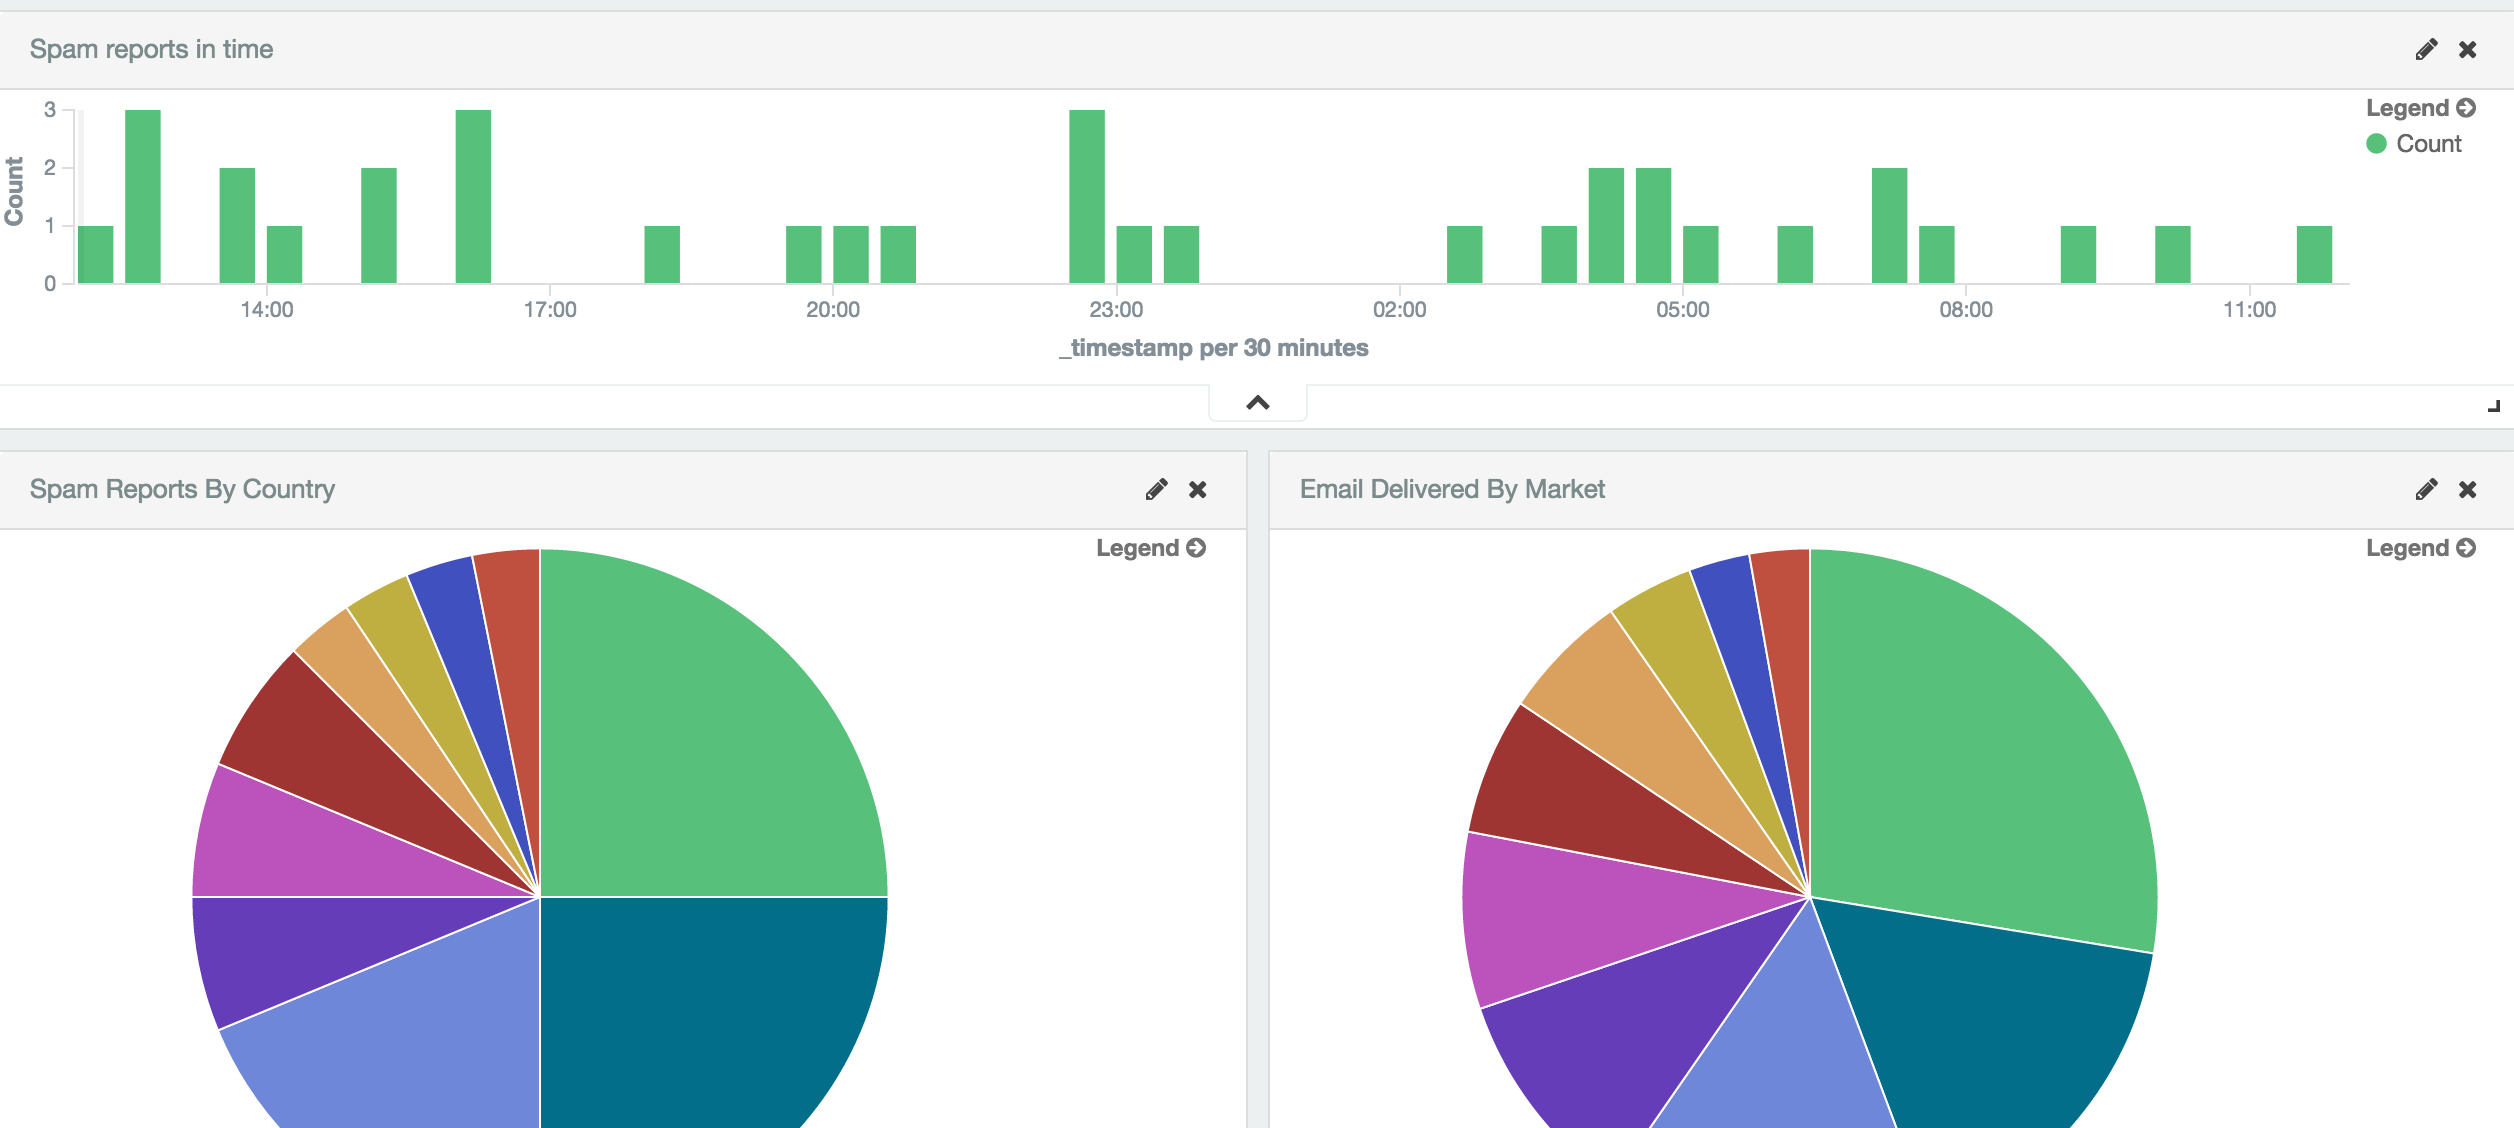 Spam reports in time
Legend
Count
3
2
1
0
Count
14:00 17:00 20:00 23:00 02:00 05:00 08:00 11:00
_timestamp per 30 minutes
Spam Reports By Country
Legend
Email Delivered By Market
Legend